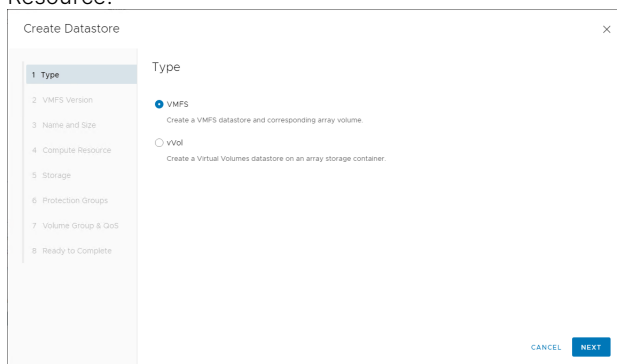 Resource.
Create Datastore
1 Type
2 VMFS Version
3 Name and Size
4 Compute Resource
5 Storage
6 Protection Groups
7 Volume Group & QoS
8 Ready to Complete
Type
VMFS
Create a VMFS datastore and corresponding array volume.
vVol
Create a Virtual Volumes datastore on an array storage container.
CANCEL
NEXT